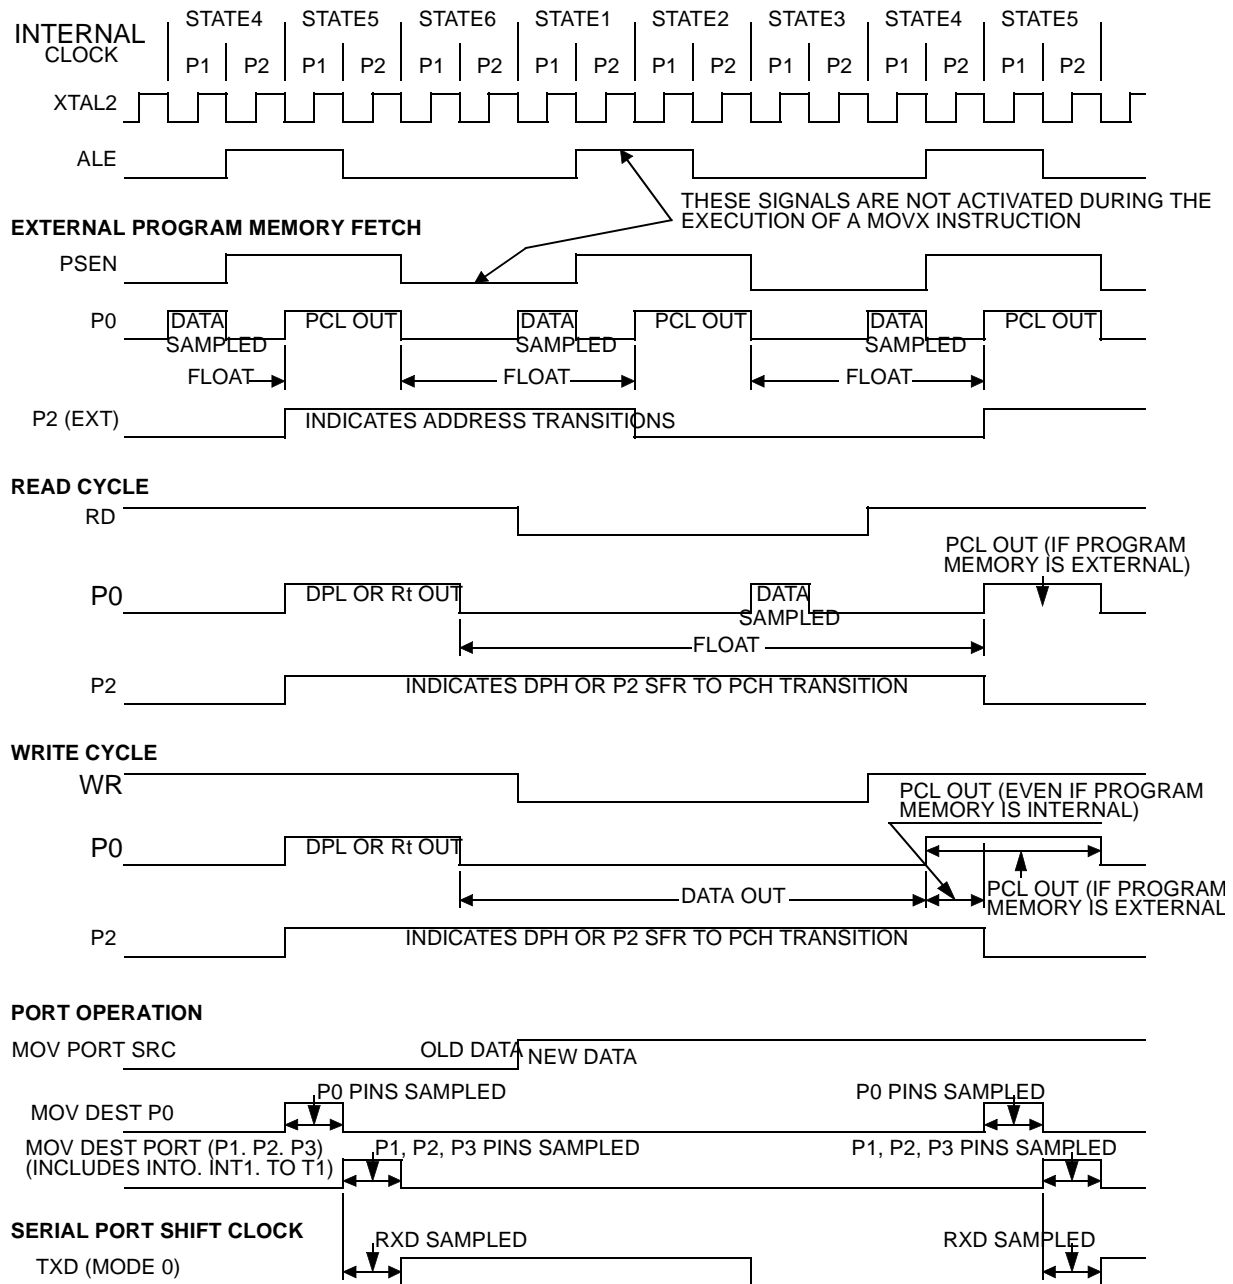 INTERNAL
CLOCK
STATE4 STATE5 STATE6 STATE1 STATE2 STATE3 STATE4 STATE5
P1 P2 P1 P2 P1 P2 P1 P2 P1 P2 P1 P2 P1 P2 P1 P2
XTAL2
ALE
THESE SIGNALS ARE NOT ACTIVATED DURING THE
EXECUTION OF A MOVX INSTRUCTION
EXTERNAL PROGRAM MEMORY FETCH
PSEN
P0
DATA
SAMPLED
PCL OUT
DATA
SAMPLED
PCL OUT
DATA
SAMPLED
PCL OUT
FLOAT
FLOAT
FLOAT
P2 (EXT)
INDICATES ADDRESS TRANSITIONS
READ CYCLE
RD
PCL OUT (IF PROGRAM
MEMORY IS EXTERNAL)
P0
DPL OR Rt OUT
DATA
SAMPLED
FLOAT
P2
INDICATES DPH OR P2 SFR TO PCH TRANSITION
WRITE CYCLE
WR
PCL OUT (EVEN IF PROGRAM
MEMORY IS INTERNAL)
P0
DPL OR Rt OUT
DATA OUT
PCL OUT (IF PROGRAM
MEMORY IS EXTERNAL
P2
INDICATES DPH OR P2 SFR TO PCH TRANSITION
PORT OPERATION
MOV PORT SRC
OLD DATA
NEW DATA
P0 PINS SAMPLED
P0 PINS SAMPLED
MOV DEST P0
MOV DEST PORT (P1. P2. P3)
(INCLUDES INTO. INT1. TO T1)
P1, P2, P3 PINS SAMPLED
P1, P2, P3 PINS SAMPLED
SERIAL PORT SHIFT CLOCK
RXD SAMPLED
RXD SAMPLED
TXD (MODE 0)